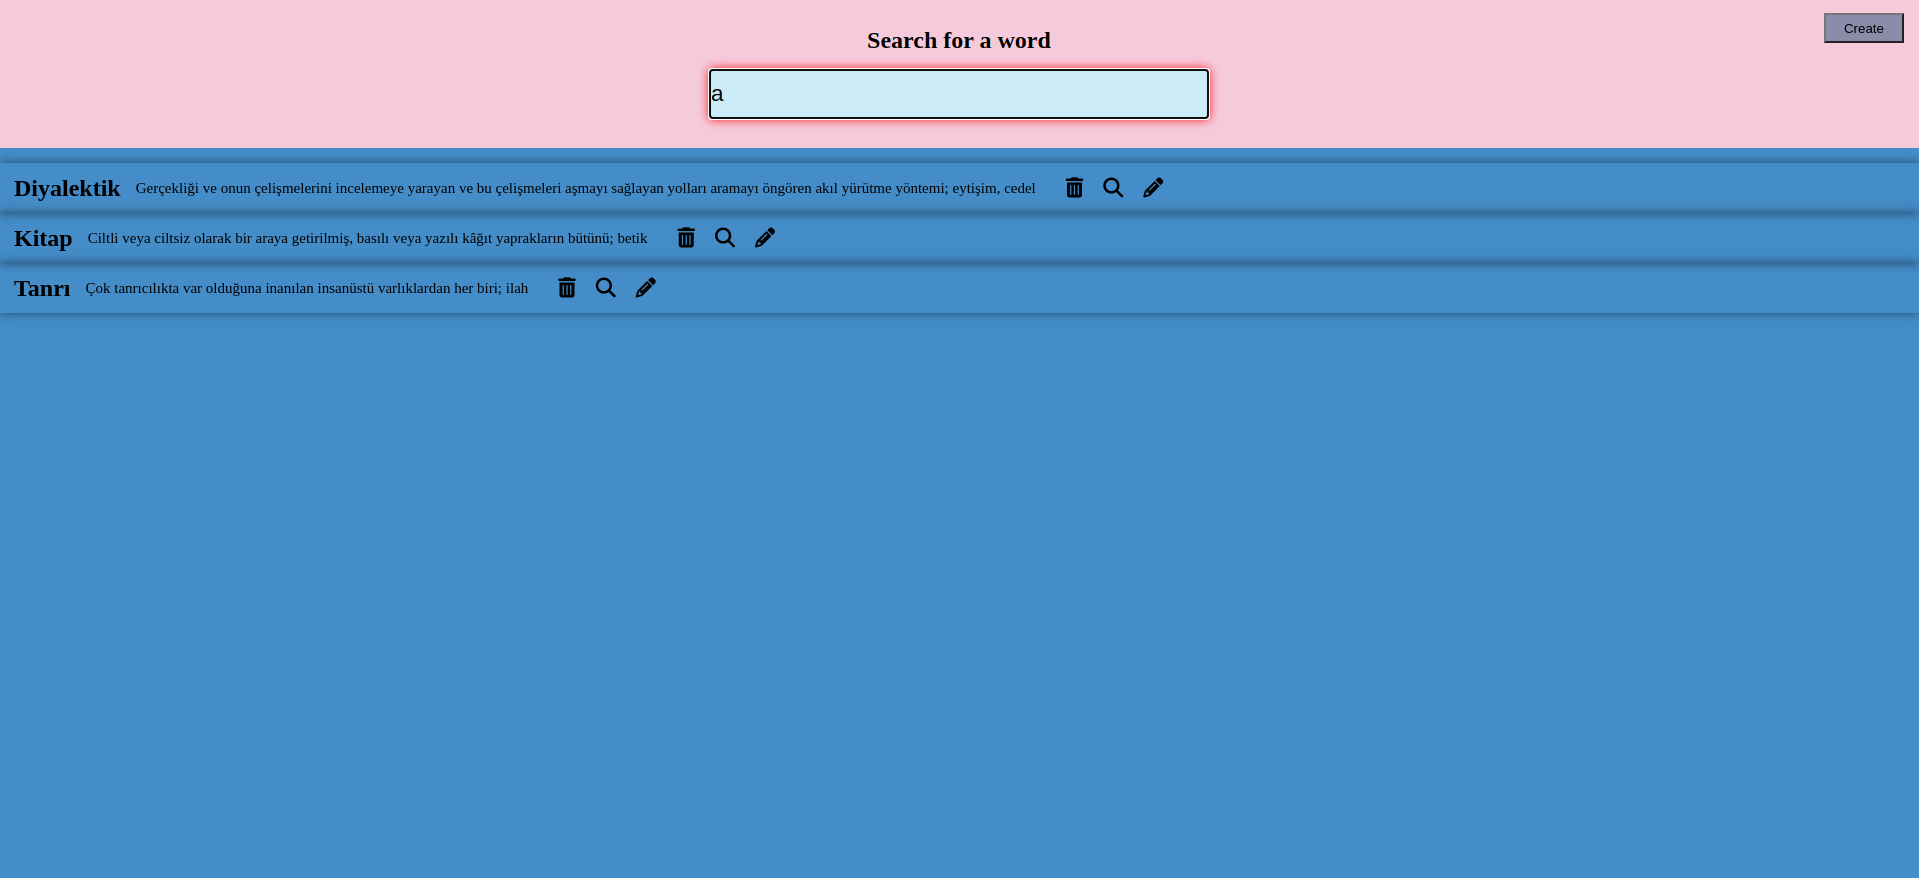 Create
Search for a word
a
Diyalektik Gerçekliği ve onun çelişmelerini incelemeye yarayan ve bu çelişmeleri aşmayı sağlayan yolları aramayı öngören akıl yürütme yöntemi; eytişim, cedel
Kitap Ciltli veya ciltsiz olarak bir araya getirilmiş, basılı veya yazılı kâğıt yaprakların bütünü; betik
Tanrı Çok tanrıcılıkta var olduğuna inanılan insanüstü varlıklardan her biri; ilah